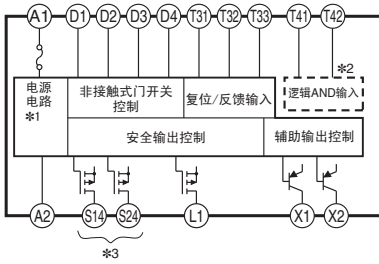 A1 D1 D2 D3 D4 T31 T32 T33 T41 T42
*2
电源
电路
*1
非接触式门开关
控制
复位/反馈输入
逻辑AND输入
安全输出控制
辅助输出控制
A2 S14 S24 L1 X1 X2
*3